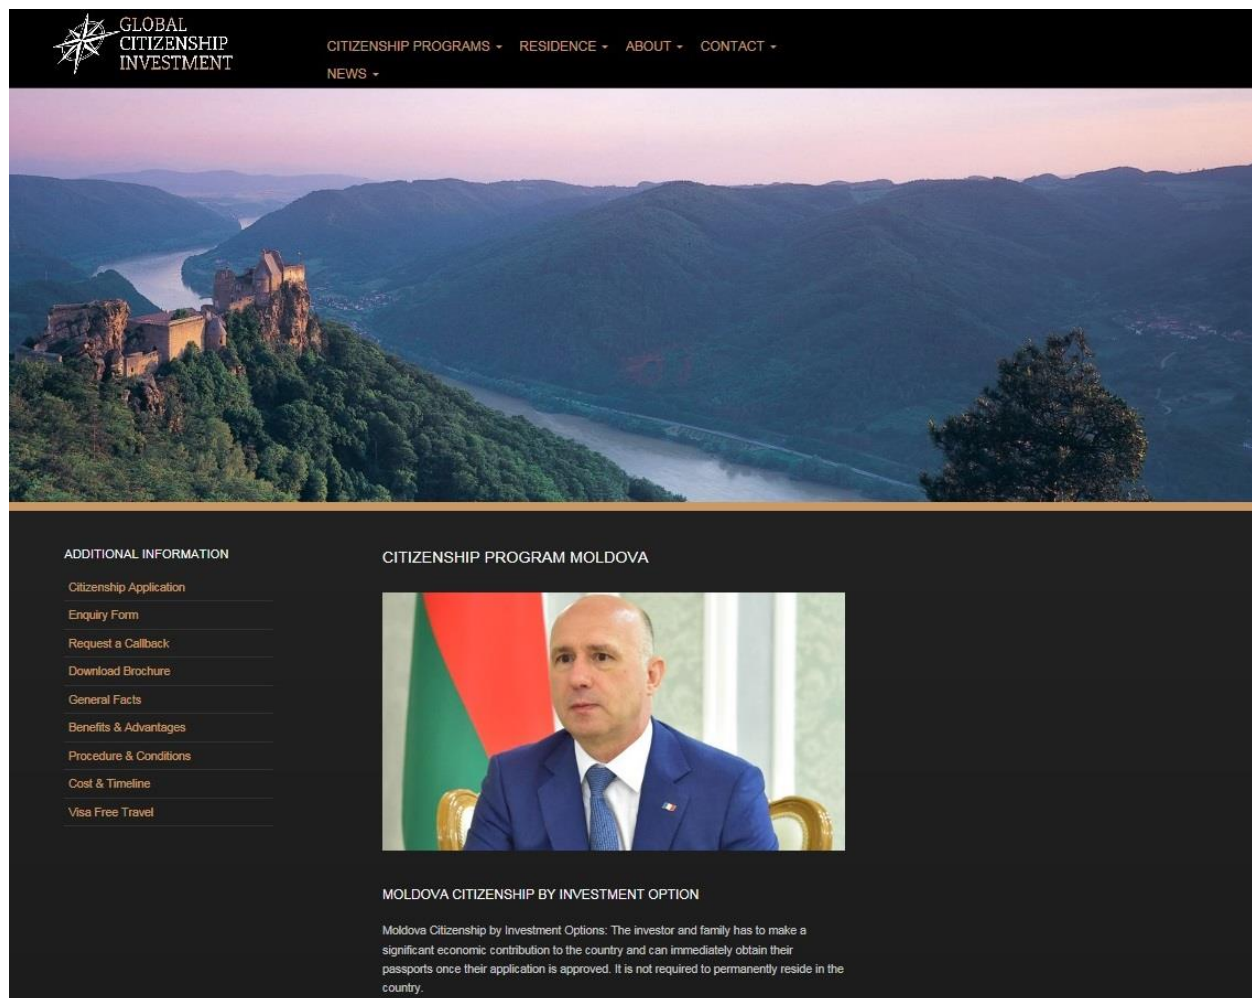 GLOBAL
CITIZENSHIP
INVESTMENT
CITIZENSHIP PROGRAMS
RESIDENCE
ABOUT
CONTACT
NEWS
ADDITIONAL INFORMATION
Citizenship Application
Enquiry Form
Request a Callback
Download Brochure
General Facts
Benefits & Advantages
Procedure & Conditions
Cost & Timeline
Visa Free Travel
CITIZENSHIP PROGRAM MOLDOVA
MOLDOVA CITIZENSHIP BY INVESTMENT OPTION
Moldova Citizenship by Investment Options: The investor and family has to make a
significant economic contribution to the country and can immediately obtain their
passports once their application is approved. It is not required to permanently reside in the
country.